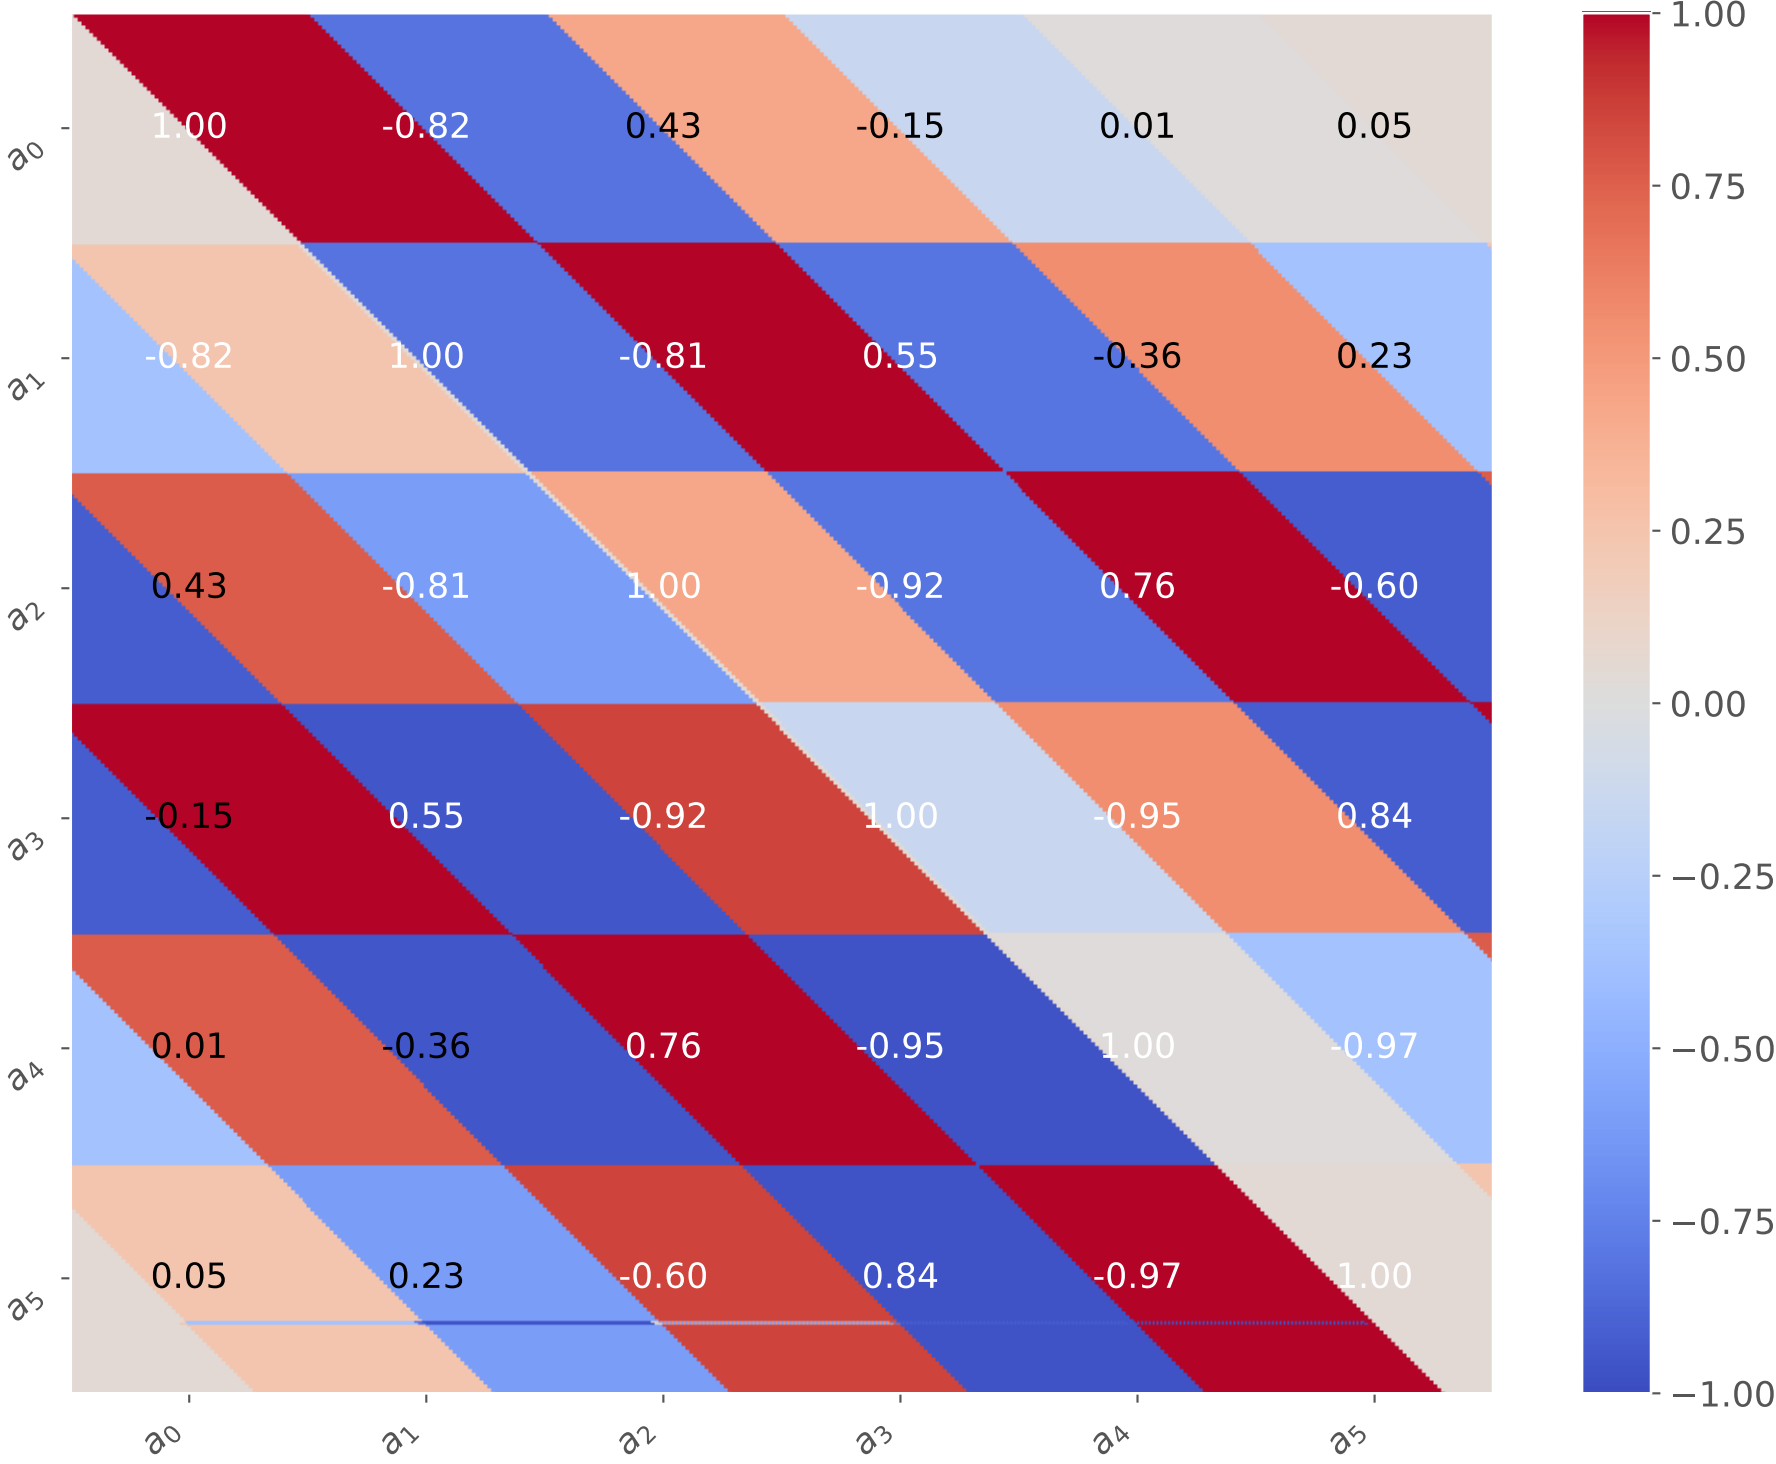 1.00 -0.82 0.43 -0.15 0.01 0.05
-0.82 1.00 -0.81 0.55 -0.36 0.23
0.43 -0.81 1.00 -0.92 0.76 -0.60
-0.15 0.55 -0.92 1.00 -0.95 0.84
0.01 -0.36 0.76 -0.95 1.00 -0.97
0.05 0.23 -0.60 0.84 -0.97 1.00
a₀
a₁
a₂
a₃
a₄
a₅
a₀ a₁ a₂ a₃ a₄ a₅
1.00
0.75
0.50
0.25
0.00
−0.25
−0.50
−0.75
−1.00